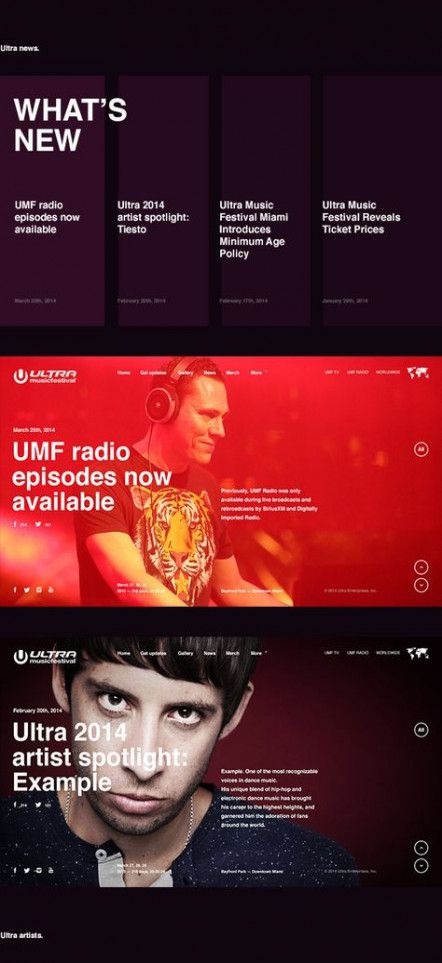 Ultra news.
WHAT'S
NEW
UMF radio
episodes now
available
March 25th, 2014
Ultra 2014
artist spotlight:
Tiesto
February 20th, 2014
Ultra Music
Festival Miami
Introduces
Minimum Age
Policy
February 17th, 2014
Ultra Music
Festival Reveals
Ticket Prices
January 29th, 2014
ULTRA
musicfestival
Home Get updates Gallery News Merch More
UMF TV UMF RADIO WORLDWIDE
March 25th, 2014
UMF radio
episodes now
available
All
Previously, UMF Radio was only
available during live broadcasts and
rebroadcasts by SiriusXM and Digitally
Imported Radio.
March 27, 28, 29
Bayfront Park — Downtown Miami
© 2014 Ultra Enterprises, Inc.
ULTRA
musicfestival
Home Get updates Gallery News Merch More
UMF TV UMF RADIO WORLDWIDE
February 20th, 2014
Ultra 2014
artist spotlight:
Example
All
Example. One of the most recognizable
voices in dance music.
His unique blend of hip-hop and
electronic dance music has brought
his career to the highest heights, and
garnered him the adoration of fans
around the world.
March 27, 28, 29
Bayfront Park — Downtown Miami
© 2014 Ultra Enterprises, Inc.
Ultra artists.